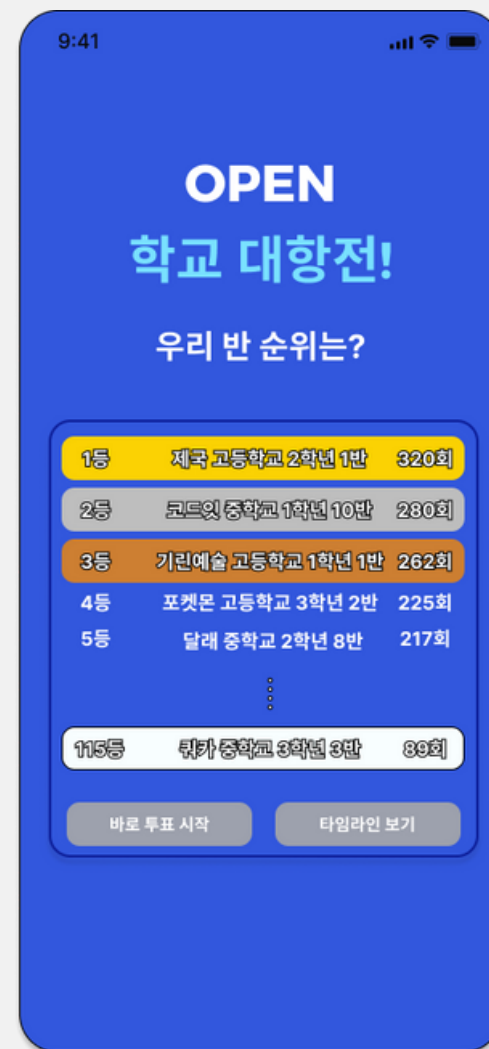 9:41
OPEN
학교 대항전!
우리 반 순위는?
1등 제국 고등학교 2학년 1반 320회
2등 코드잇 중학교 1학년 10반 280회
3등 기린예술 고등학교 1학년 1반 262회
4등 포켓몬 고등학교 3학년 2반 225회
5등 달래 중학교 2학년 8반 217회
115등 쿼카 중학교 3학년 3반 89회
바로 투표 시작 타임라인 보기